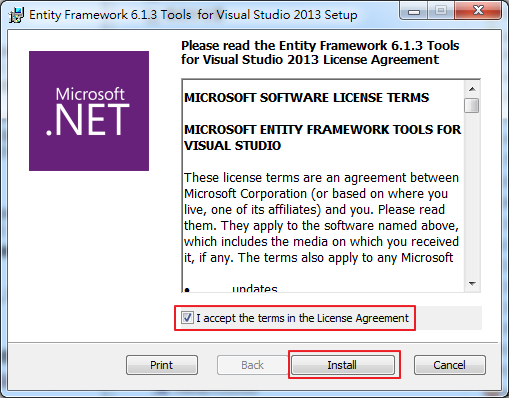 Entity Framework 6.1.3 Tools for Visual Studio 2013 Setup
Please read the Entity Framework 6.1.3 Tools
for Visual Studio 2013 License Agreement
Microsoft
.NET
MICROSOFT SOFTWARE LICENSE TERMS
MICROSOFT ENTITY FRAMEWORK TOOLS FOR
VISUAL STUDIO
These license terms are an agreement between
Microsoft Corporation (or based on where you
live, one of its affiliates) and you. Please read
them. They apply to the software named above,
which includes the media on which you received
it, if any. The terms also apply to any Microsoft
• updates
I accept the terms in the License Agreement
Print
Back
Install
Cancel